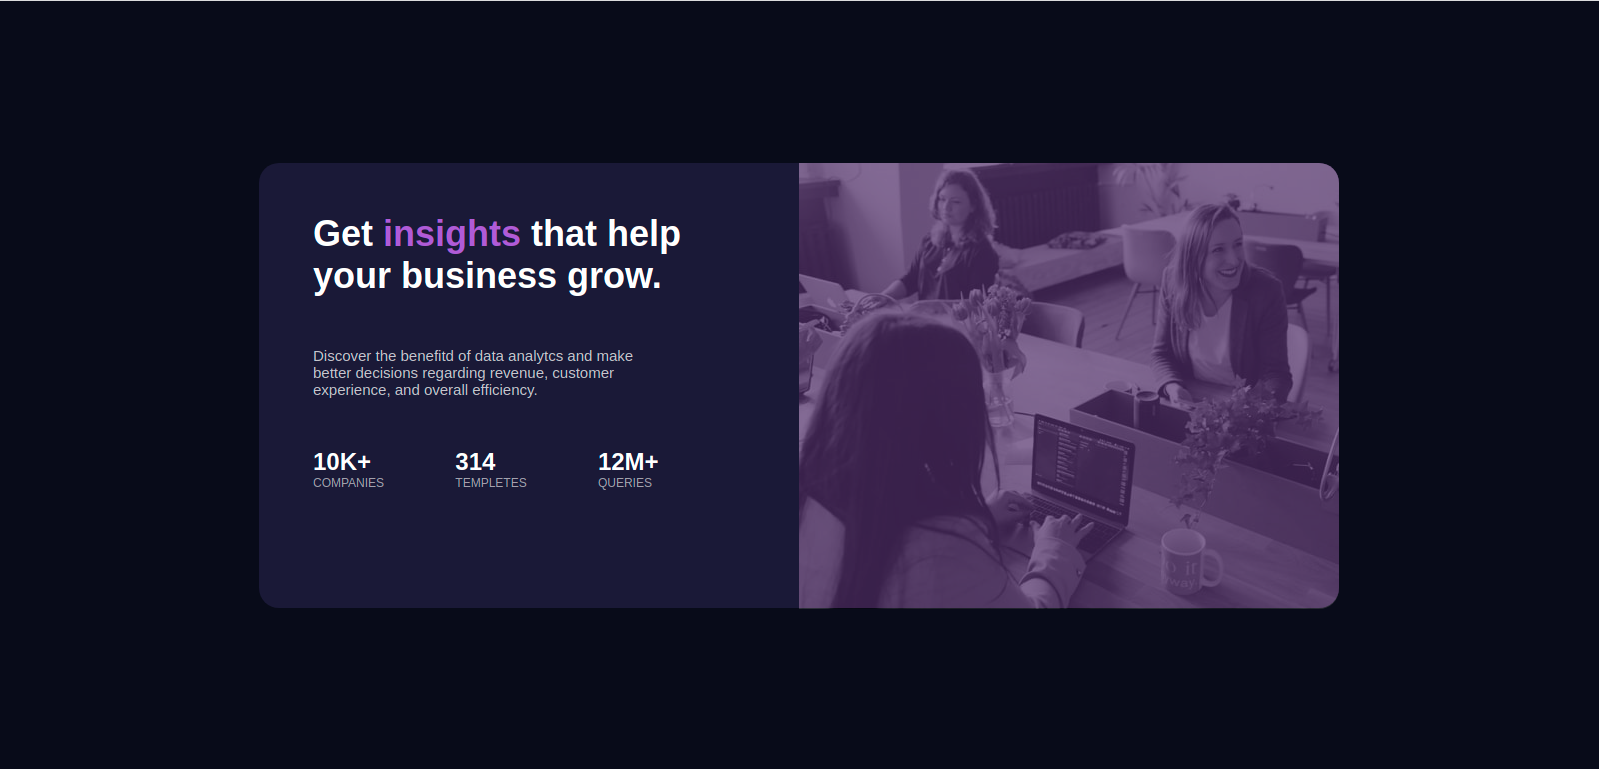 Get insights that help
your business grow.
Discover the benefitd of data analytcs and make
better decisions regarding revenue, customer
experience, and overall efficiency.
10K+ 314 12M+
COMPANIES TEMPLETES QUERIES